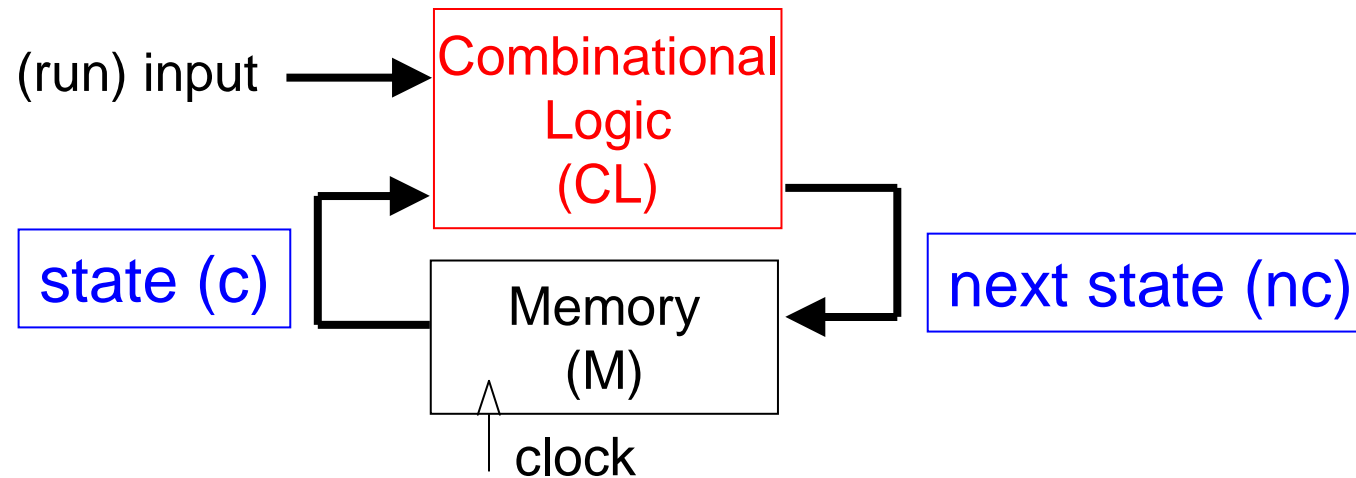 (run) input
Combinational
Logic
(CL)
state (c)
next state (nc)
Memory
(M)
clock